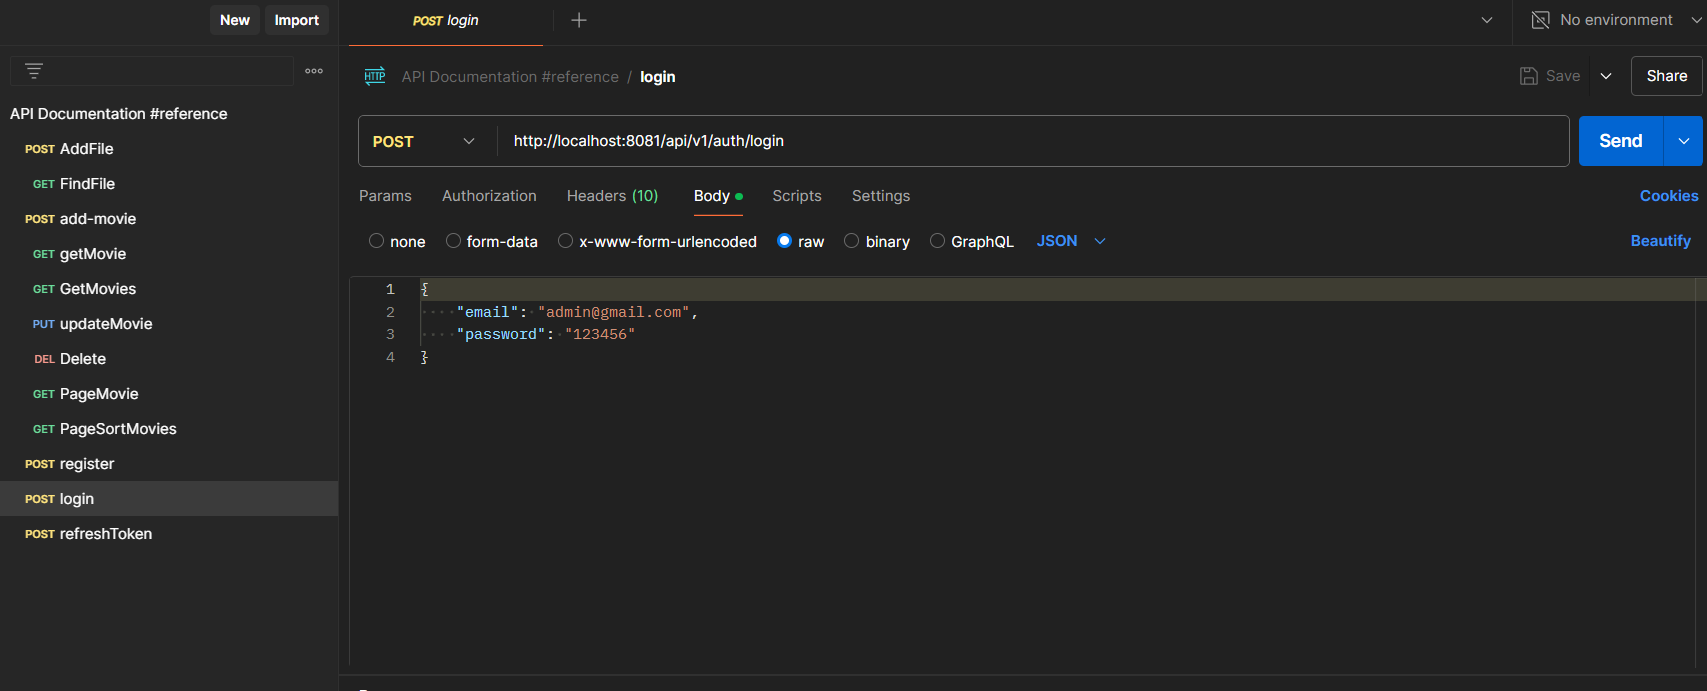 New Import
POST login
No environment
API Documentation #reference / login
Save
Share
API Documentation #reference
POST AddFile
GET FindFile
POST add-movie
GET getMovie
GET GetMovies
PUT updateMovie
DEL Delete
GET PageMovie
GET PageSortMovies
POST register
POST login
POST refreshToken
HTTP
POST http://localhost:8081/api/v1/auth/login
Send
Params Authorization Headers (10) Body Scripts Settings
Cookies
none form-data x-www-form-urlencoded raw binary GraphQL JSON
Beautify
1 {
2 "email": "admin@gmail.com",
3 "password": "123456"
4 }